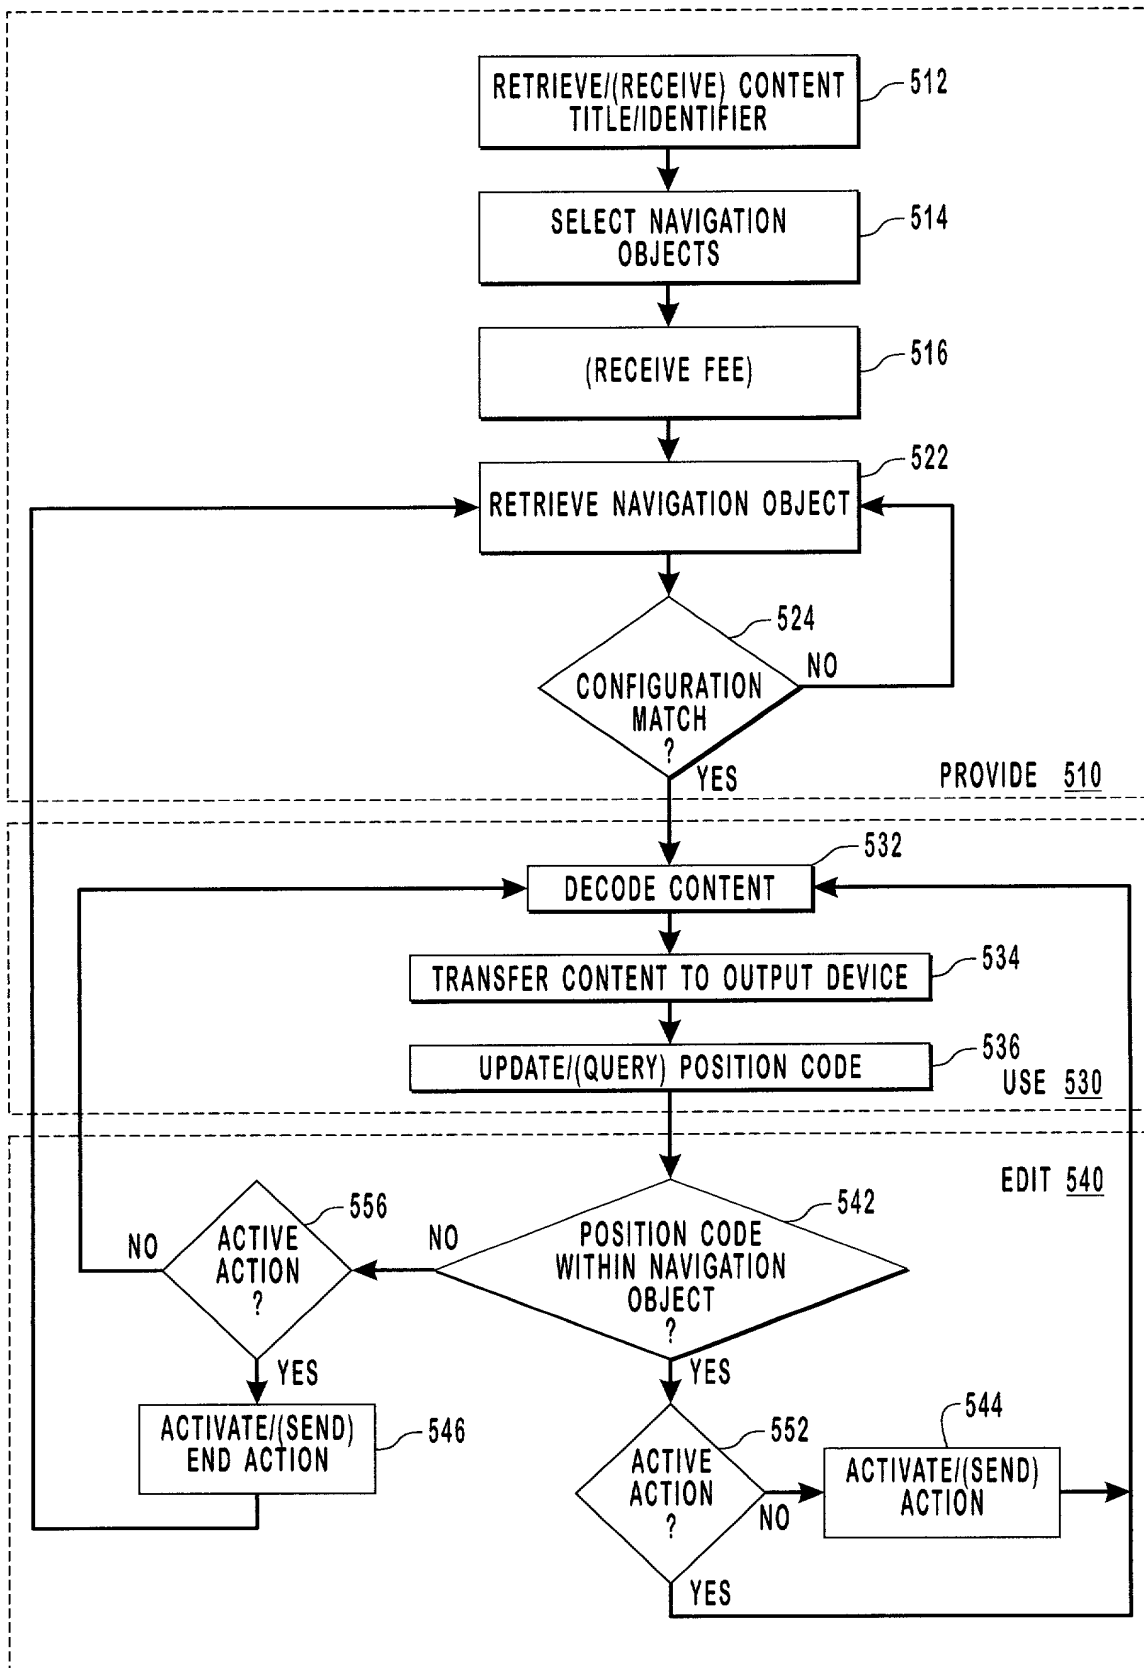 RETRIEVE/(RECEIVE) CONTENT
TITLE/IDENTIFIER
512
SELECT NAVIGATION
OBJECTS
514
(RECEIVE FEE)
516
522
RETRIEVE NAVIGATION OBJECT
524
NO
CONFIGURATION
MATCH
?
YES
PROVIDE 510
532
DECODE CONTENT
TRANSFER CONTENT TO OUTPUT DEVICE
534
UPDATE/(QUERY) POSITION CODE
536
USE 530
EDIT 540
556
NO
ACTIVE
ACTION
?
NO
542
POSITION CODE
WITHIN NAVIGATION
OBJECT
?
YES
YES
ACTIVATE/(SEND)
END ACTION
546
552
ACTIVE
ACTION
?
NO
544
ACTIVATE/(SEND)
ACTION
YES